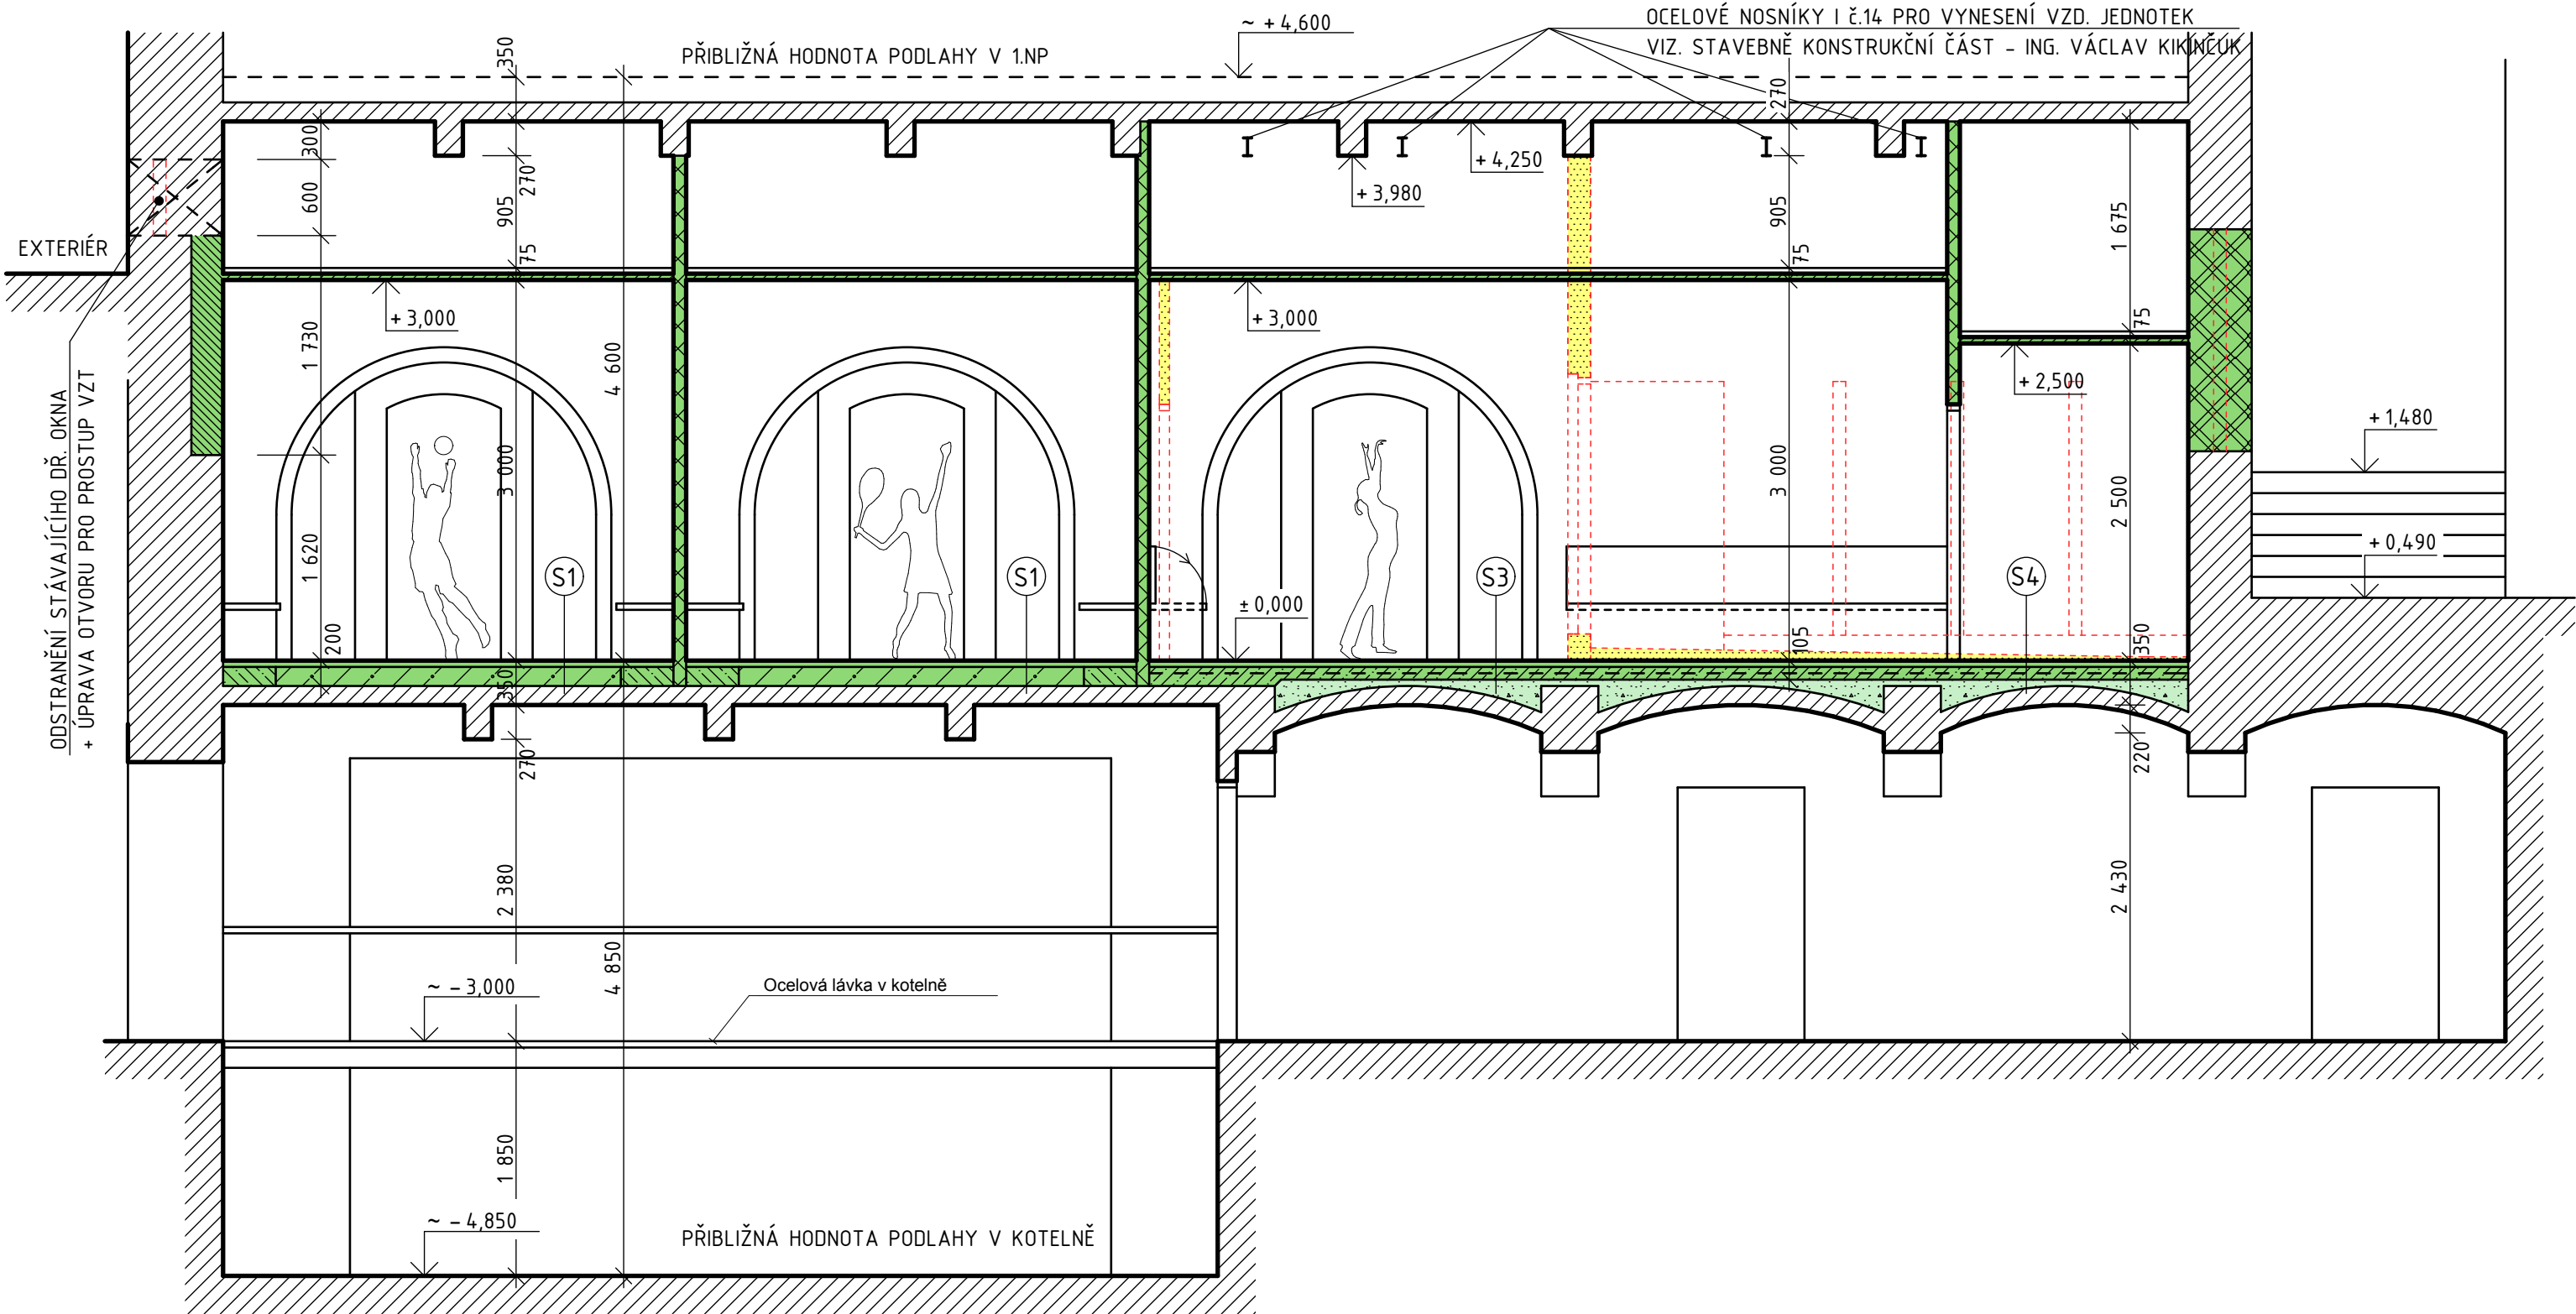 OCELOVÉ NOSNÍKY I č.14 PRO VYNESENÍ VZD. JEDNOTEK
VIZ. STAVEBNĚ KONSTRUKČNÍ ČÁST - ING. VÁCLAV KIKINČUK
~ + 4,600
PŘIBLIŽNÁ HODNOTA PODLAHY V 1.NP
350
270
300
600
270
905
75
+ 4,250
+ 3,980
905
75
1 675
75
EXTERIÉR
+ 3,000
+ 3,000
+ 2,500
1 730
4 600
3 000
3 000
2 500
+ 1,480
+ 0,490
ODSTRANĚNÍ STÁVAJÍCÍHO DŘ. OKNA
+ ÚPRAVA OTVORU PRO PROSTUP VZT
1 620
S1
S1
S3
S4
± 0,000
200
105
350
350
270
220
2 380
4 850
2 430
~ - 3,000
Ocelová lávka v kotelně
1 850
~ - 4,850
PŘIBLIŽNÁ HODNOTA PODLAHY V KOTELNĚ